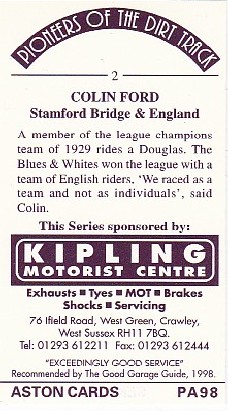 PIONEERS OF THE DIRT TRACK
2
COLIN FORD
Stamford Bridge & England
A member of the league champions
team of 1929 rides a Douglas. The
Blues & Whites won the league with a
team of English riders, 'We raced as a
team and not as individuals', said
Colin.
This Series sponsored by:
KIPLING
MOTORIST CENTRE
Exhausts ■ Tyes ■ MOT ■ Brakes
Shocks ■ Servicing
76 Ifield Road, West Green, Crawley,
West Sussex RH11 7BQ.
Tel: 01293 612211 Fax: 01293 612444
"EXCEEDINGLY GOOD SERVICE"
Recommended by The Good Garage Guide, 1998.
ASTON CARDS PA98